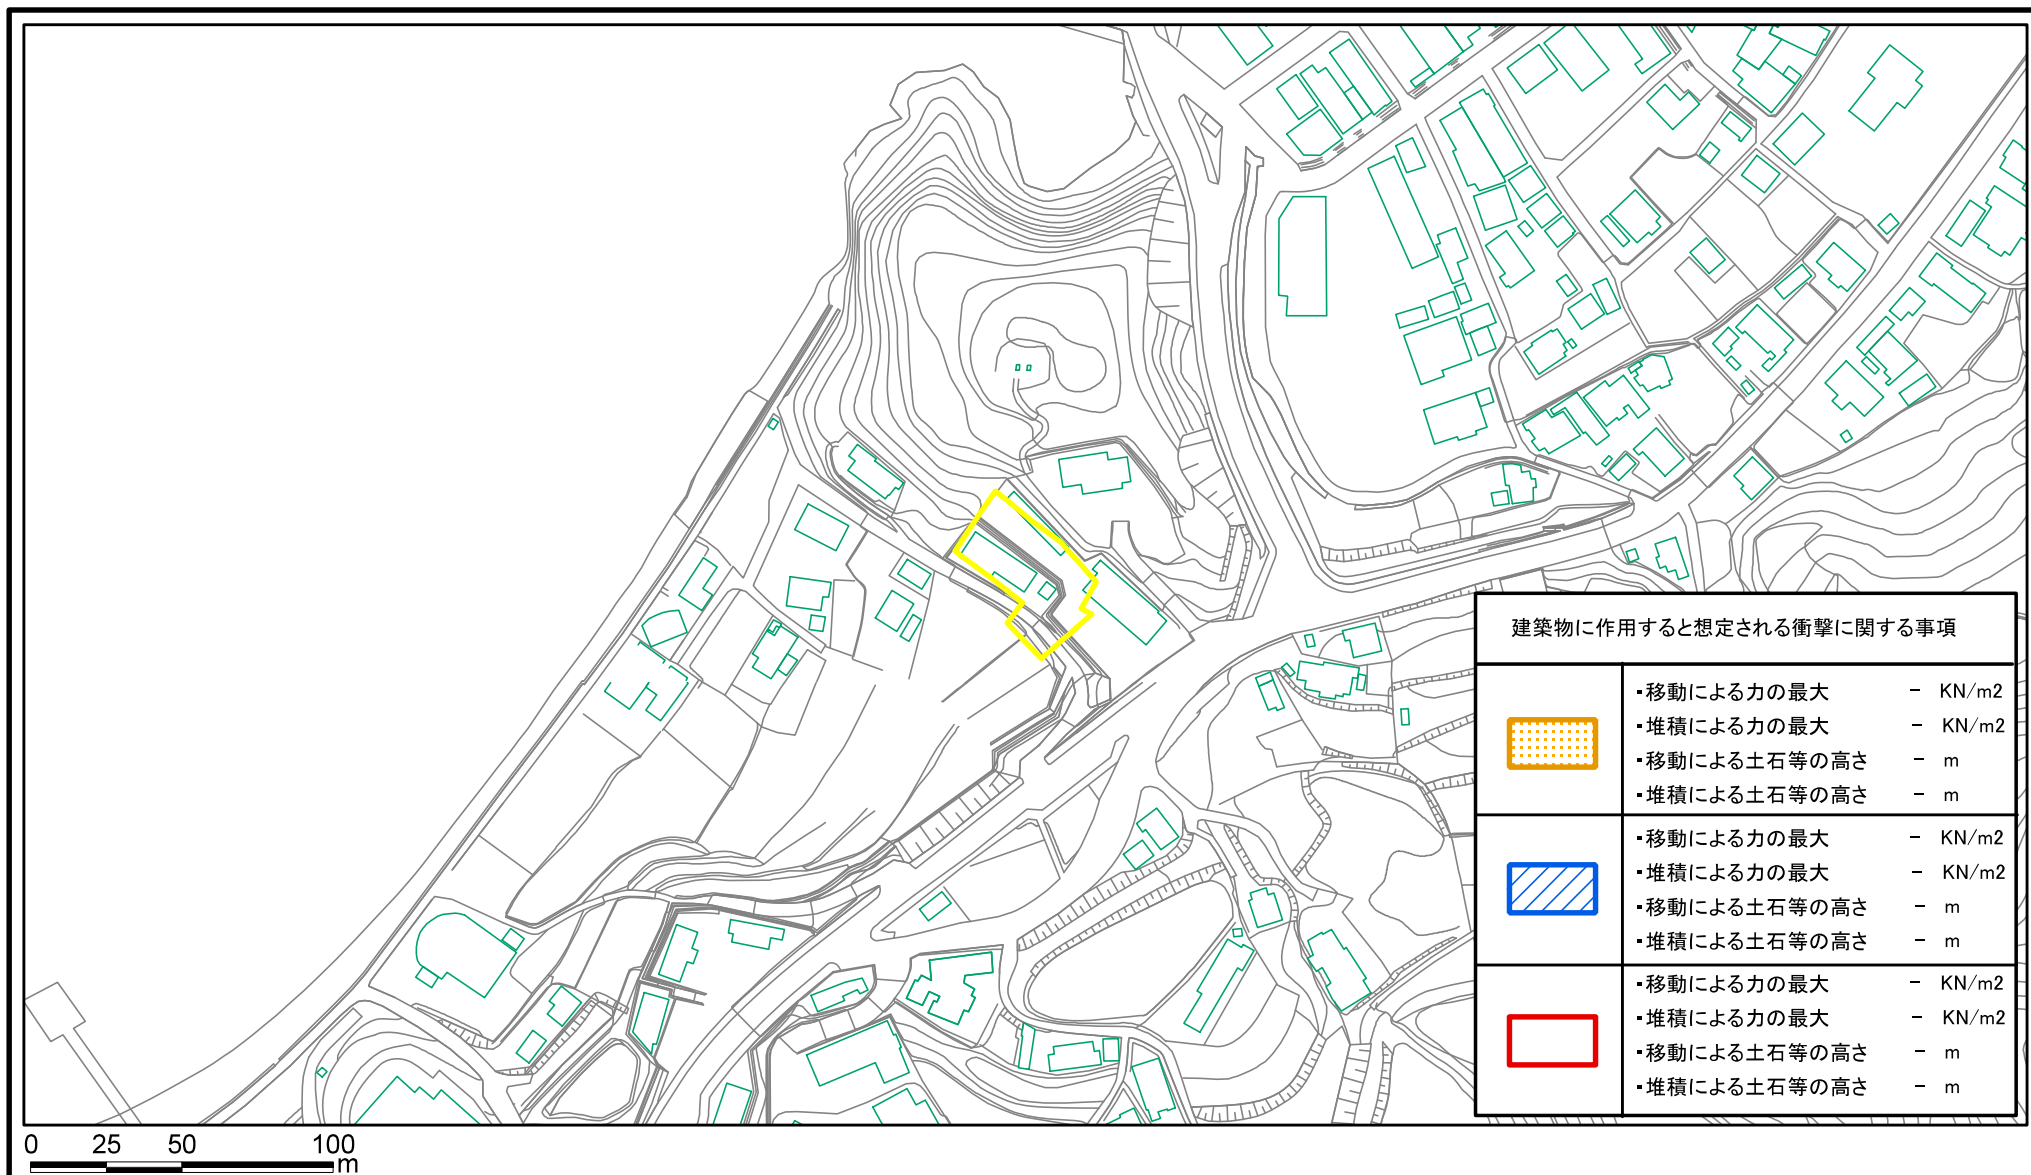 建築物に作用すると想定される衝撃に関する事項
・移動による力の最大 － KN/m2
・堆積による力の最大 － KN/m2
・移動による土石等の高さ － m
・堆積による土石等の高さ － m
・移動による力の最大 － KN/m2
・堆積による力の最大 － KN/m2
・移動による土石等の高さ － m
・堆積による土石等の高さ － m
・移動による力の最大 － KN/m2
・堆積による力の最大 － KN/m2
・移動による土石等の高さ － m
・堆積による土石等の高さ － m
0 25 50 100
m